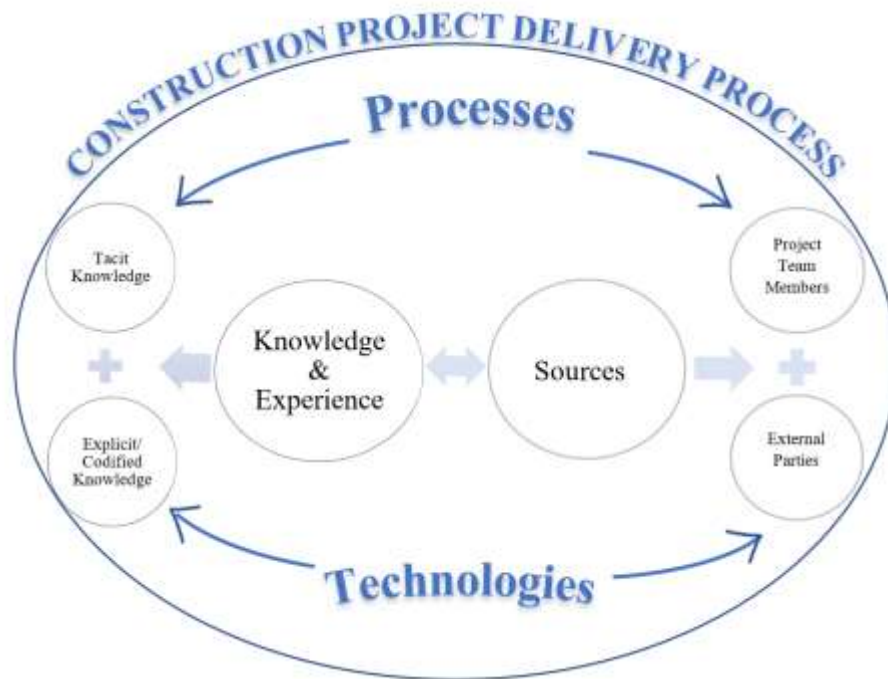 CONSTRUCTION PROJECT DELIVERY PROCESS
Processes
Tacit
Knowledge
Project
Team
Members
Knowledge
&
Experience
Sources
Explicit/
Codified
Knowledge
External
Parties
Technologies